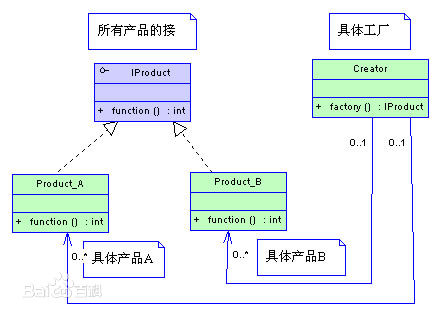 所有产品的接
具体工厂
IProduct
+ function () : int
Creator
+ factory () : IProduct
0..1
0..1
Product_A
+ function () : int
Product_B
+ function () : int
0..*
具体产品A
0..*
具体产品B
Bai百科